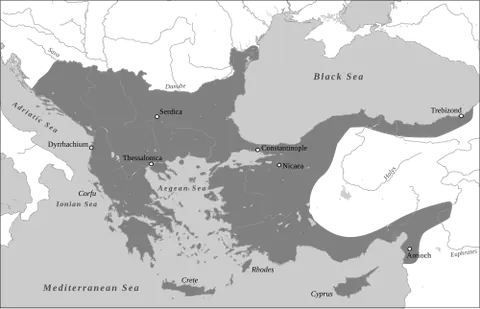 Sava
Danube
Black Sea
Adriatic Sea
Serdica
Trebizond
Dyrrhachium
Constantinople
Thessalonica
Nicaea
Halys
Aegean Sea
Corfu
Ionian Sea
Antioch
Euphrates
Rhodes
Crete
Mediterranean Sea
Cyprus